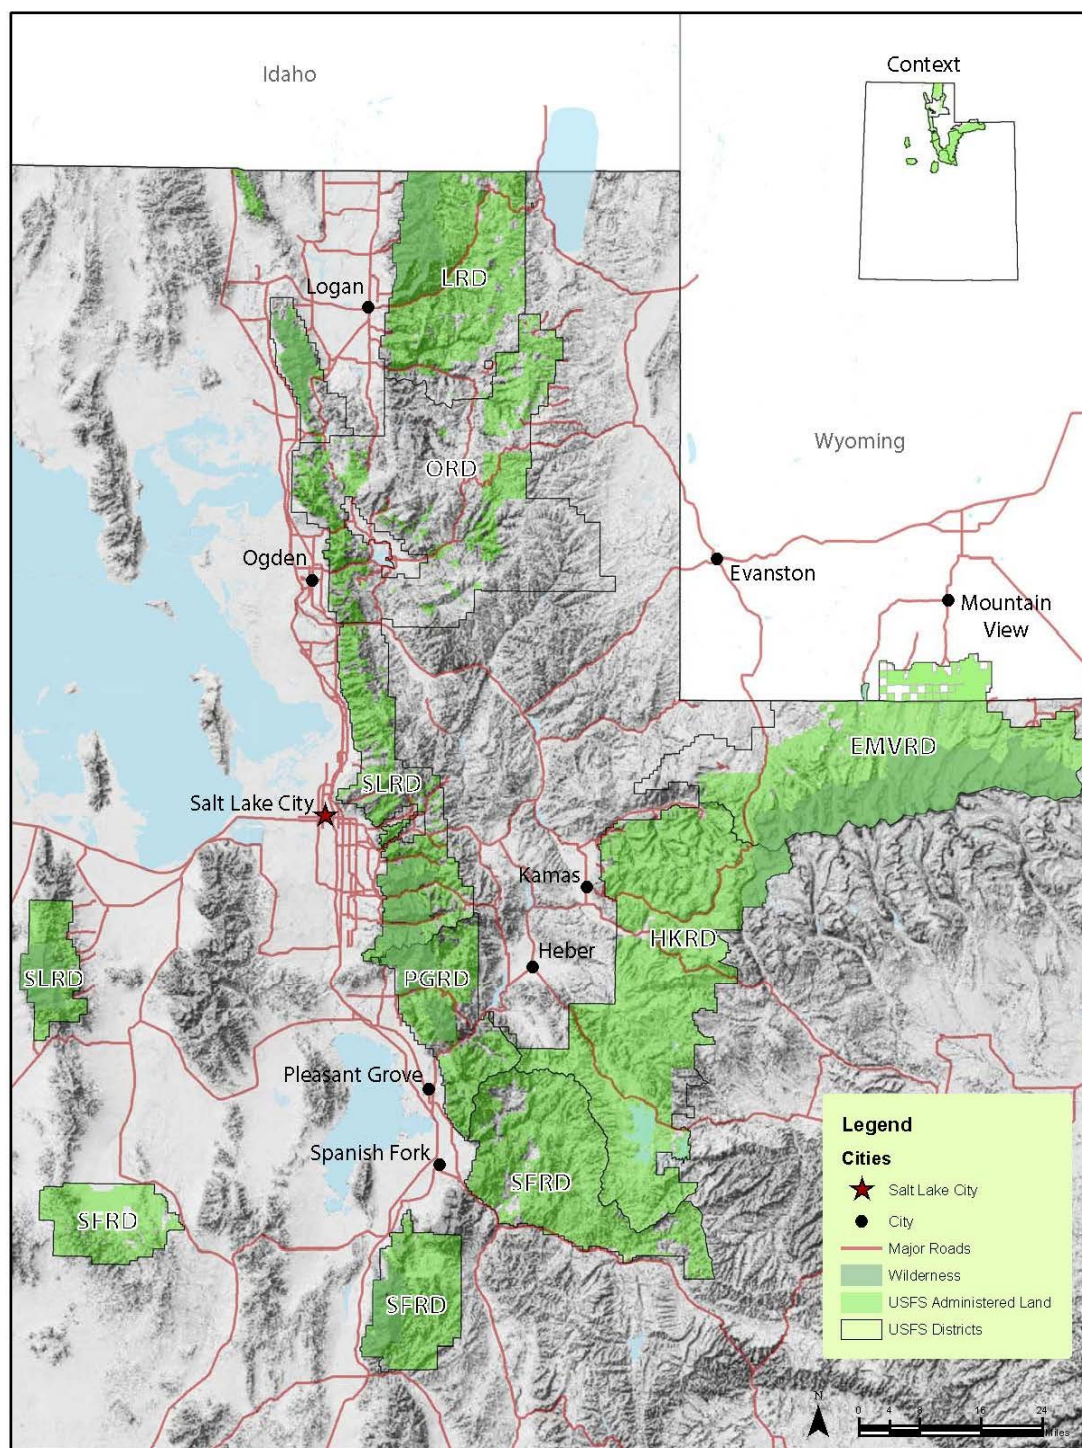 Idaho
Context
LRD
Logan
Wyoming
ORD
Ogden
Evanston
Mountain
View
EMVRD
SLRD
Salt Lake City
Kamas
HKRD
Heber
SLRD
PGRD
Pleasant Grove
Spanish Fork
SFRD
SFRD
SFRD
Legend
Cities
Salt Lake City
City
Major Roads
Wilderness
USFS Administered Land
USFS Districts
N
0 4 8 16 24
Miles